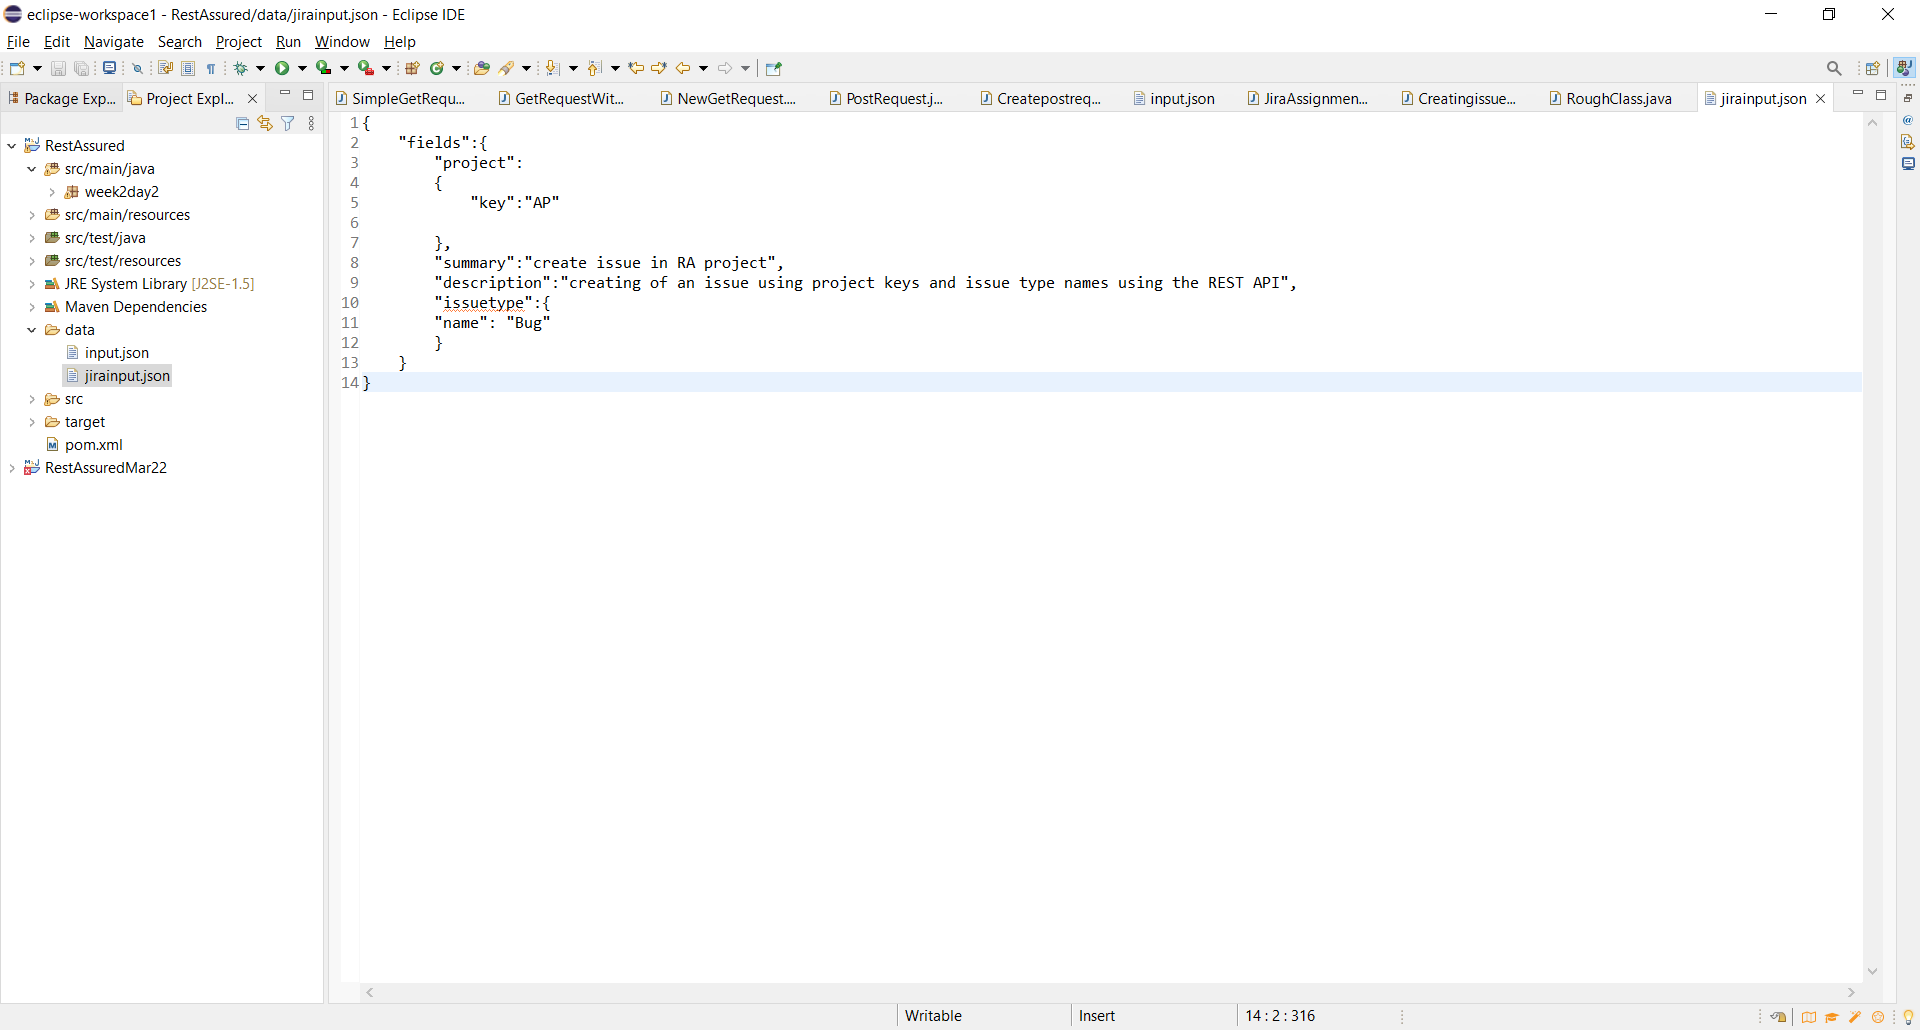 eclipse-workspace1 - RestAssured/data/jirainput.json - Eclipse IDE
File Edit Navigate Search Project Run Window Help
Package Exp... Project Expl...
SimpleGetRequ... GetRequestWit... NewGetRequest.... PostRequest.j... Createpostreq... input.json JiraAssignmen... Creatingissue... RoughClass.java jirainput.json
RestAssured
src/main/java
week2day2
src/main/resources
src/test/java
src/test/resources
JRE System Library [J2SE-1.5]
Maven Dependencies
data
input.json
jirainput.json
src
target
pom.xml
RestAssuredMar22
1 {
2 "fields":{
3 "project":
4 {
5 "key":"AP"
6
7 },
8 "summary":"create issue in RA project",
9 "description":"creating of an issue using project keys and issue type names using the REST API",
10 "issuetype":{
11 "name": "Bug"
12 }
13 }
14 }
Writable Insert 14 : 2 : 316